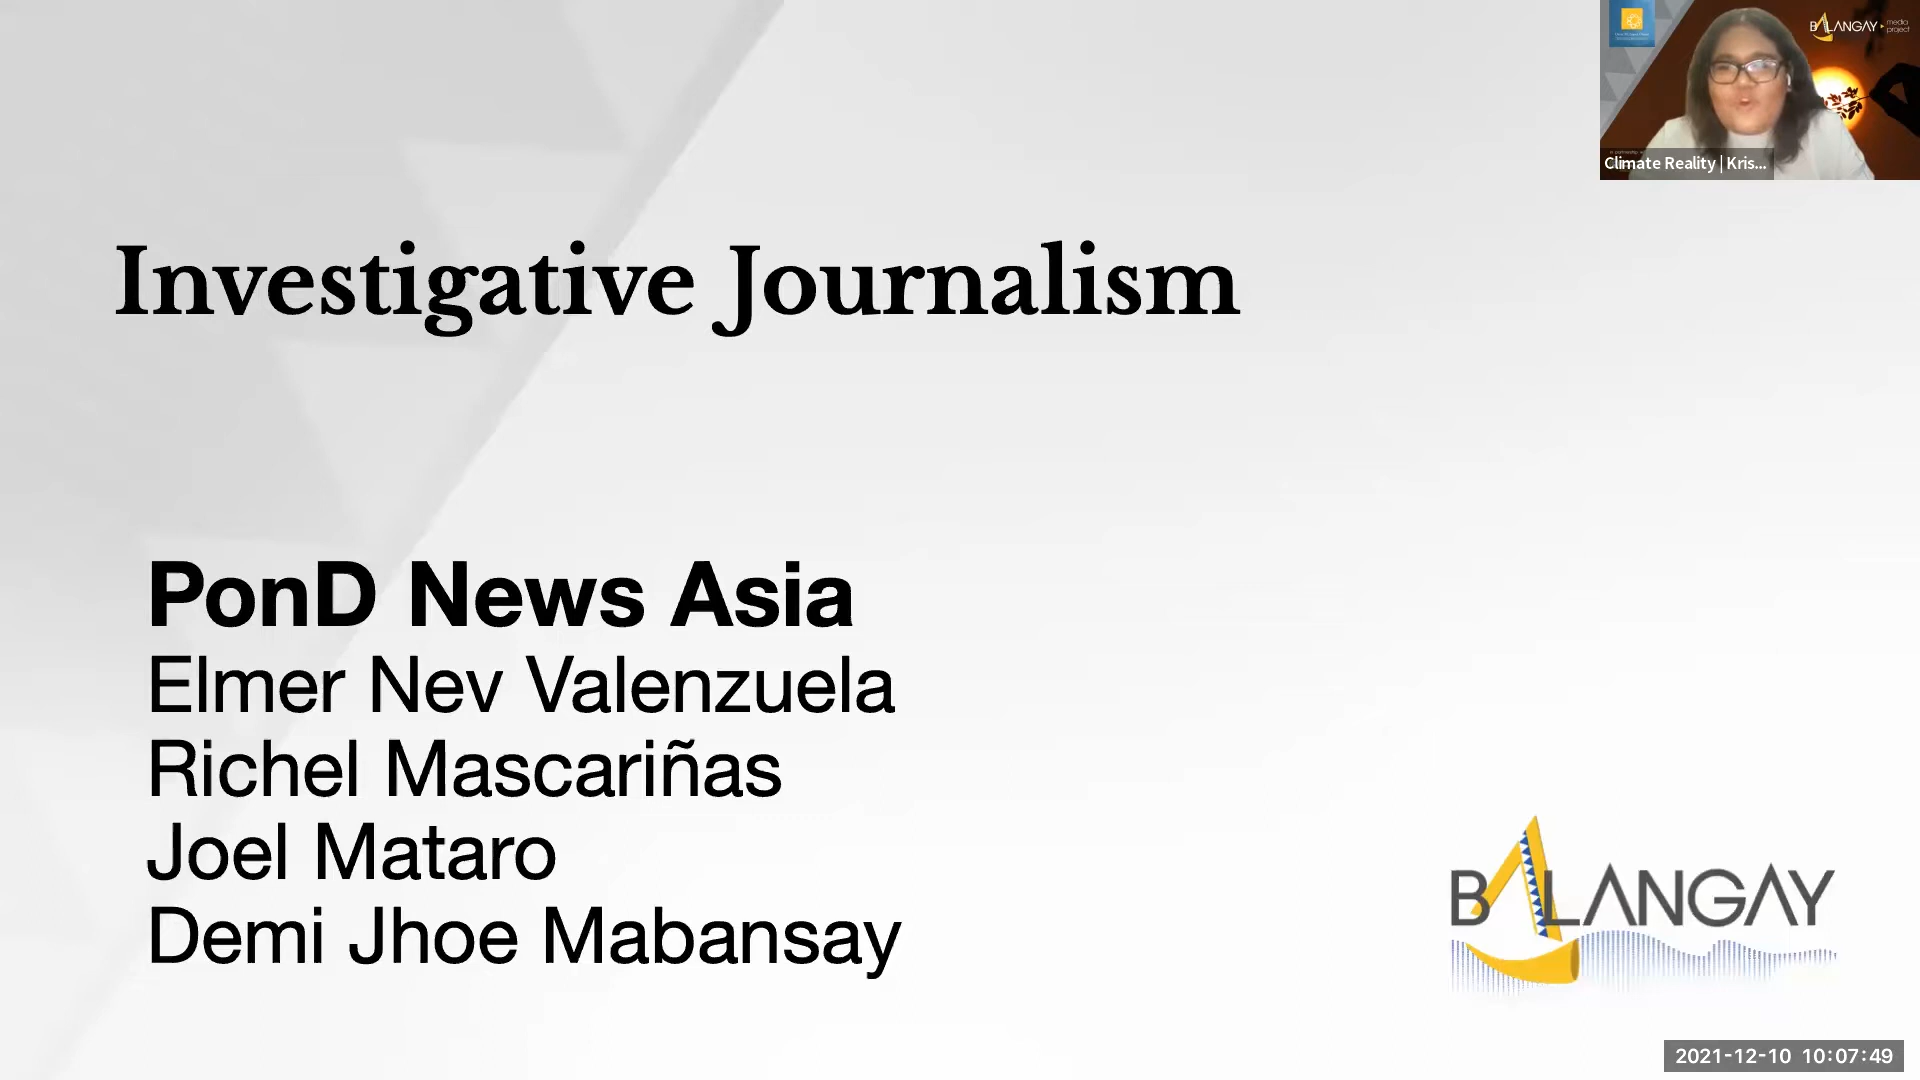 Investigative Journalism
PonD News Asia
Elmer Nev Valenzuela
Richel Mascariñas
Joel Mataro
Demi Jhoe Mabansay
BALANGAY
BALANGAY media project
Climate Reality | Kris...
2021-12-10 10:07:49